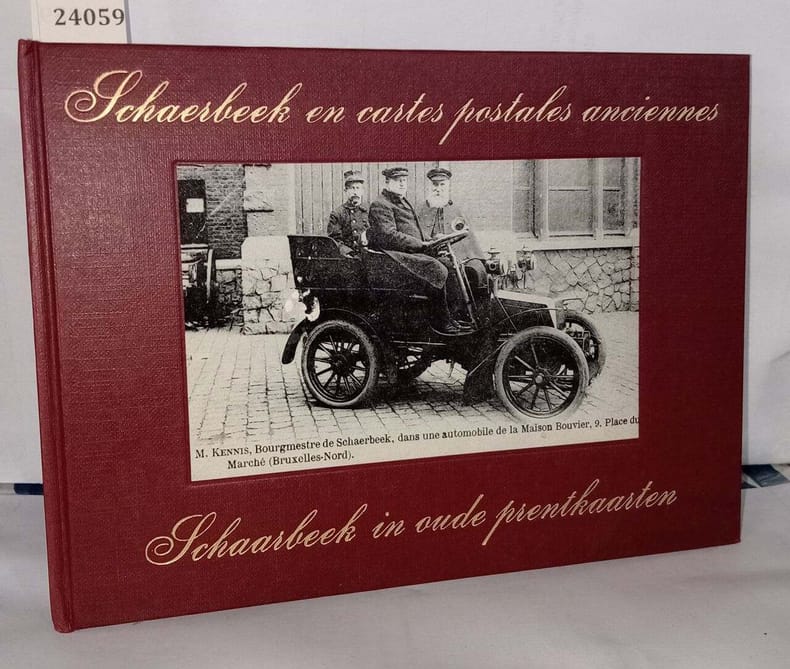 24059
Schaerbeek en cartes postales anciennes
M. KENNIS, Bourgmestre de Schaerbeek, dans une automobile de la Maison Bouvier, 9. Place du
Marché (Bruxelles-Nord).
Schaarbeek in oude prentkaarten